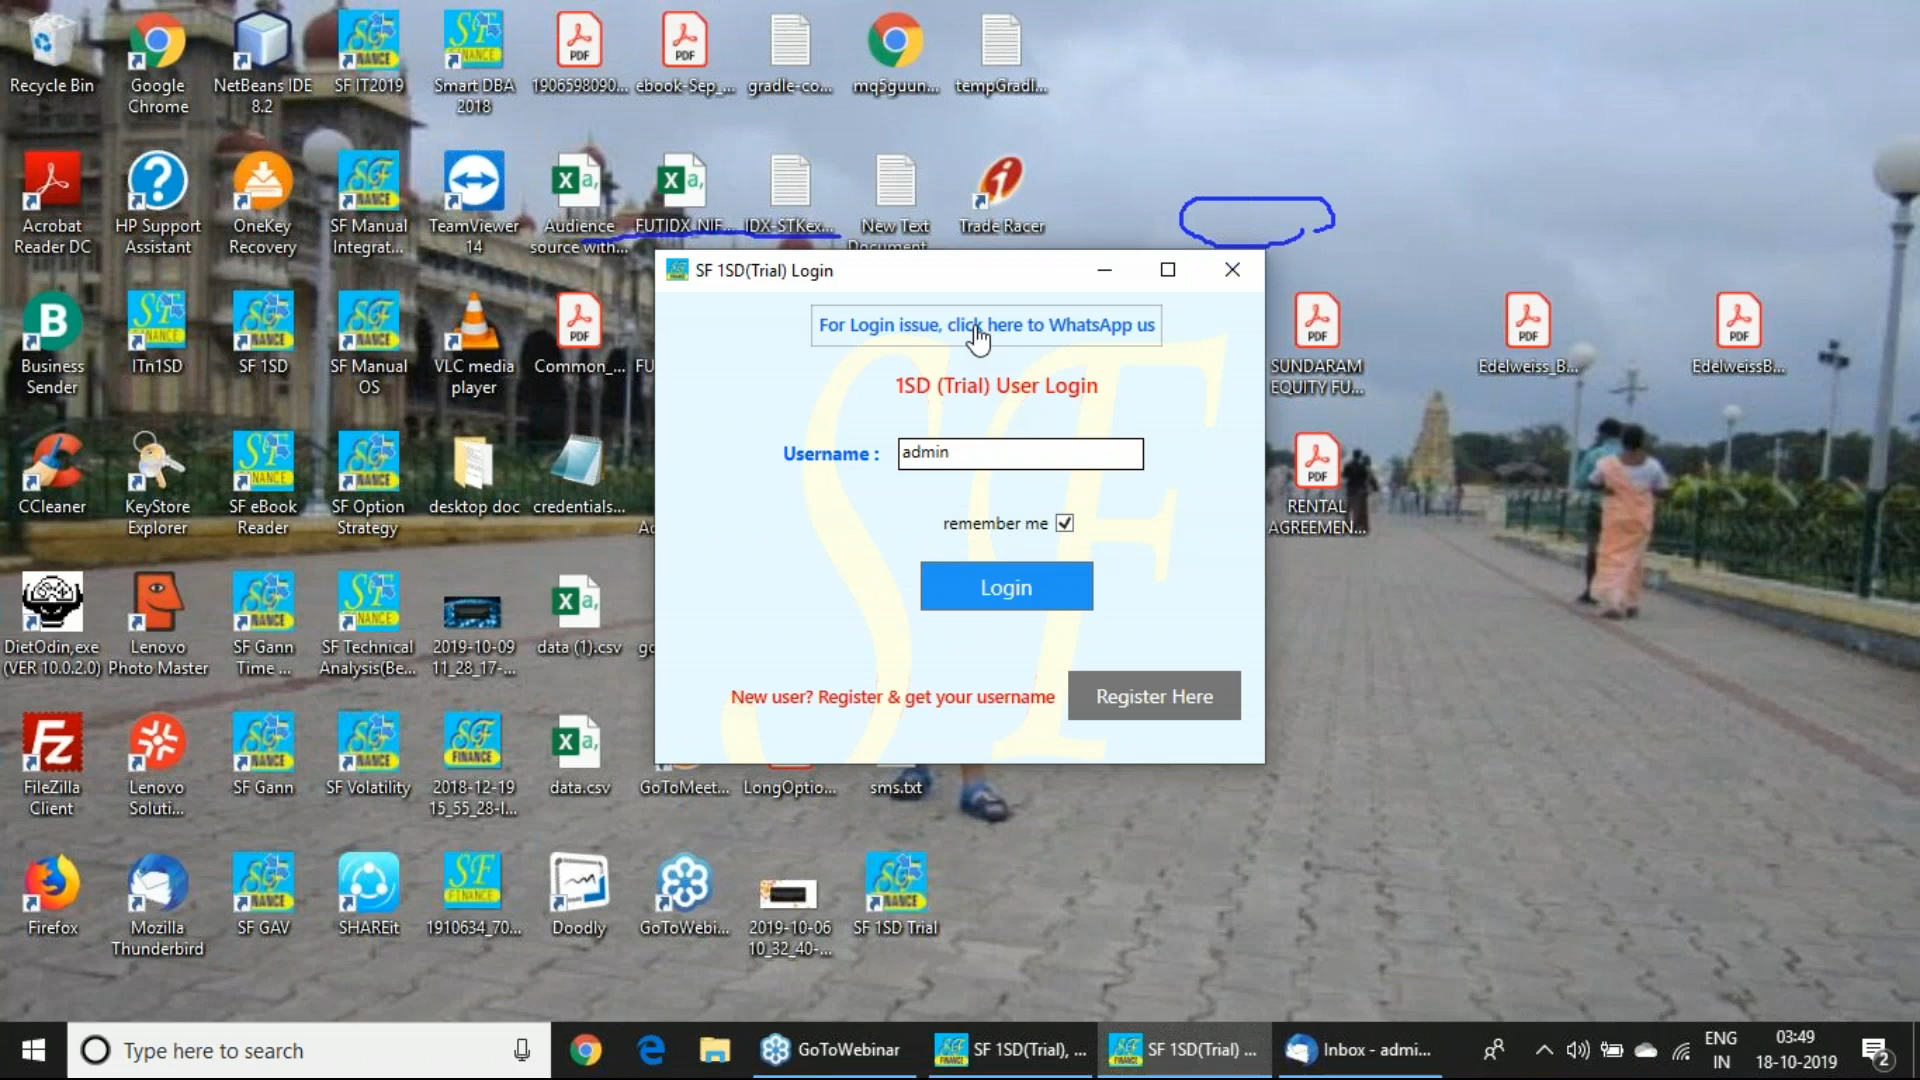 Recycle Bin
Google
Chrome
NetBeans IDE
8.2
SF IT2019
Smart DBA
2018
1906598090...
ebook-Sep_...
gradle-co...
mq5guun...
tempGradl...
Acrobat
Reader DC
HP Support
Assistant
OneKey
Recovery
SF Manual
Integrat...
TeamViewer
14
Audience
source with...
FUTIDX_NIF...
IDX-STKex...
New Text
Document
Trade Racer
SF 1SD(Trial) Login
For Login issue, click here to WhatsApp us
1SD (Trial) User Login
Username :
admin
remember me
Login
New user? Register & get your username
Register Here
Business
Sender
ITn1SD
SF 1SD
SF Manual
OS
VLC media
player
Common_...
FU
SUNDARAM
EQUITY FU...
Edelweiss_B...
EdelweissB...
CCleaner
KeyStore
Explorer
SF eBook
Reader
SF Option
Strategy
desktop doc
credentials...
RENTAL
AGREEMEN...
DietOdin,exe
(VER 10.0.2.0)
Lenovo
Photo Master
SF Gann
Time ...
SF Technical
Analysis(Be...
2019-10-09
11_28_17-...
data (1).csv
FileZilla
Client
Lenovo
Soluti...
SF Gann
SF Volatility
2018-12-19
15_55_28-I...
data.csv
GoToMeet...
LongOptio...
sms.txt
Firefox
Mozilla
Thunderbird
SF GAV
SHAREit
1910634_70...
Doodly
GoToWebi...
2019-10-06
10_32_40-...
SF 1SD Trial
Type here to search
GoToWebinar
SF 1SD(Trial), ...
SF 1SD(Trial) ...
Inbox - admi...
ENG
IN
03:49
18-10-2019
2